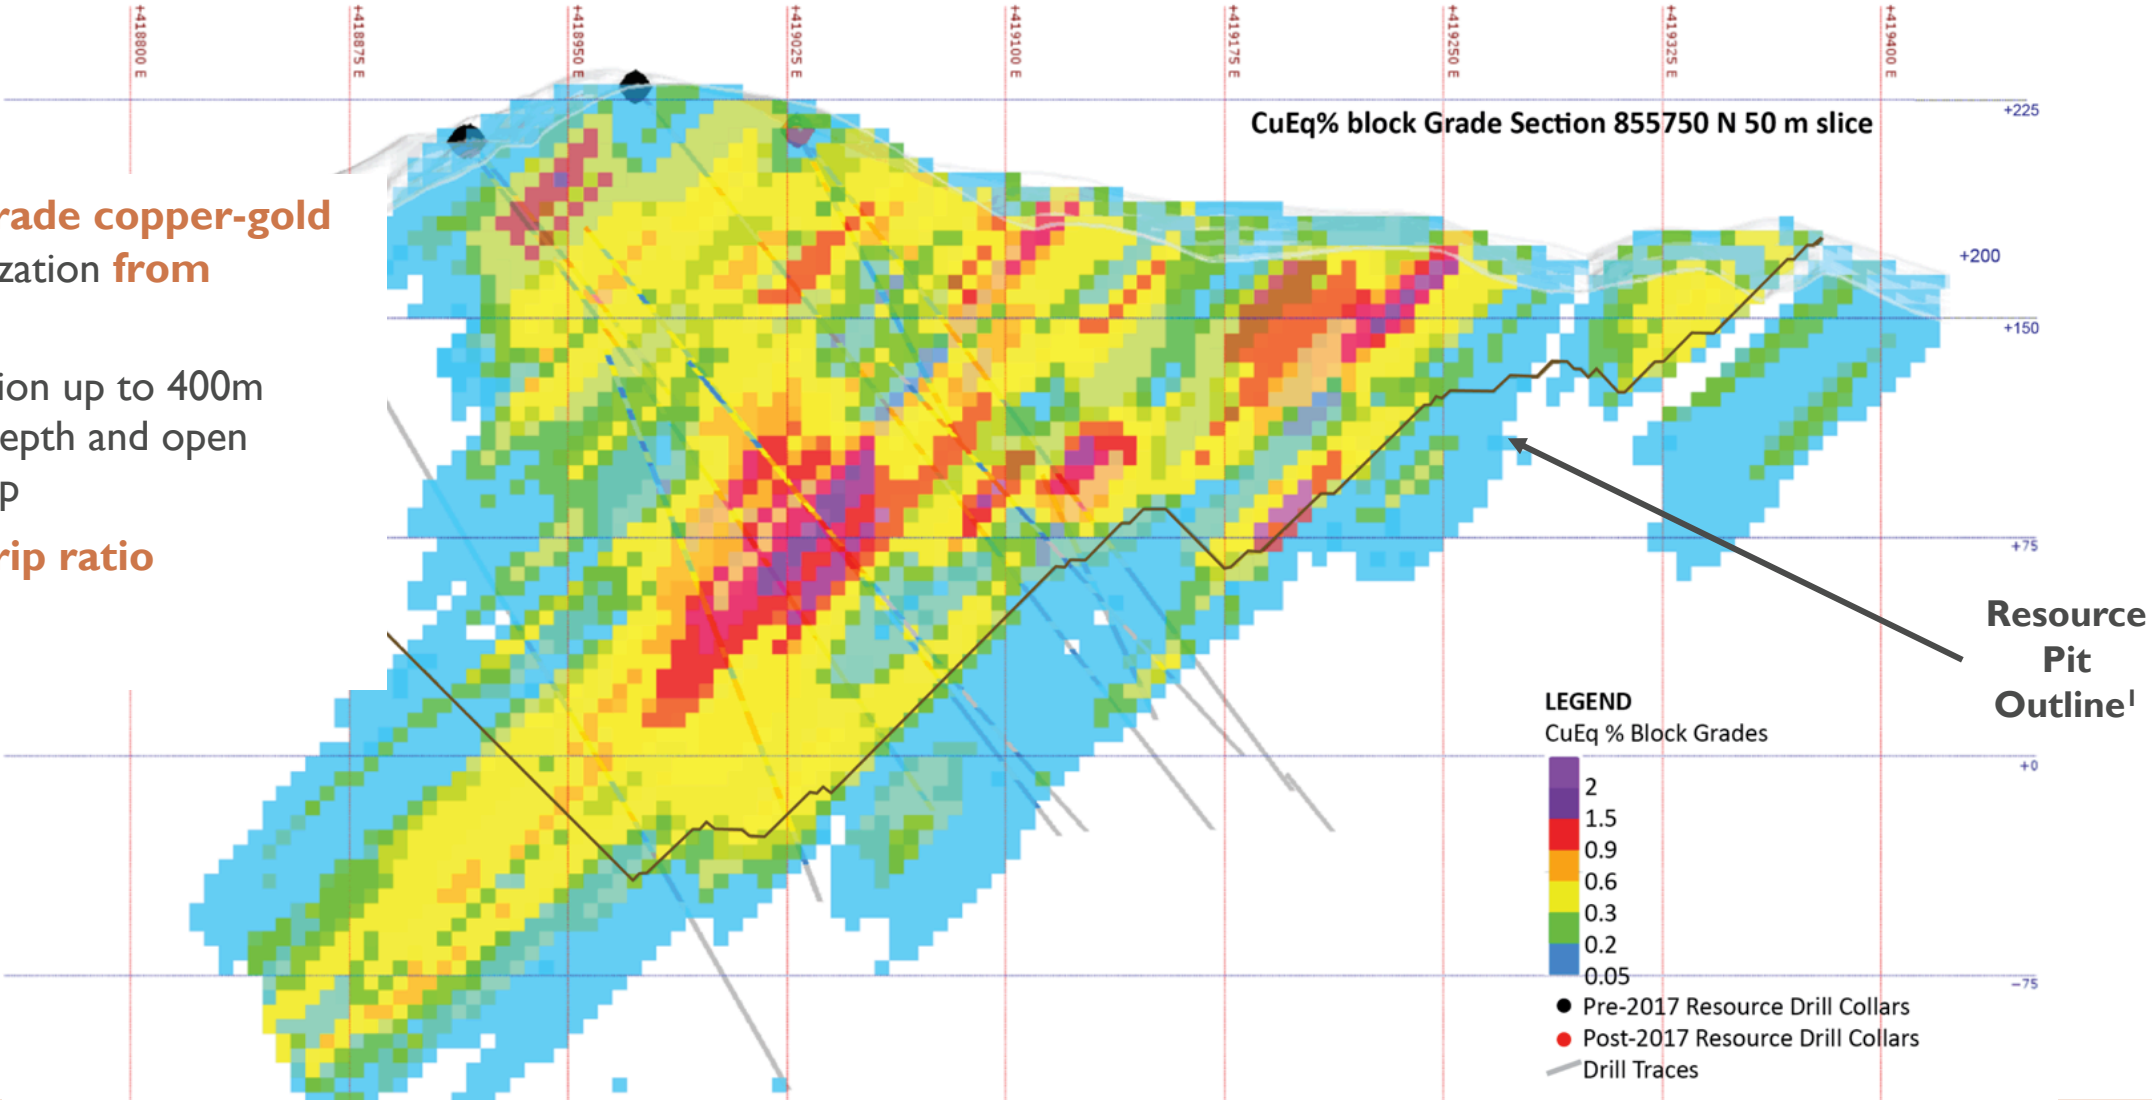 +418800 E
+418875 E
+418950 E
+419025 E
+419100 E
+419175 E
+419250 E
+419325 E
+419400 E
CuEq% block Grade Section 855750 N 50 m slice
+225
+200
+150
+75
+0
−75
rade copper-gold
zation from
ion up to 400m
epth and open
p
rip ratio
Resource
Pit
Outline¹
LEGEND
CuEq % Block Grades
2
1.5
0.9
0.6
0.3
0.2
0.05
Pre-2017 Resource Drill Collars
Post-2017 Resource Drill Collars
Drill Traces